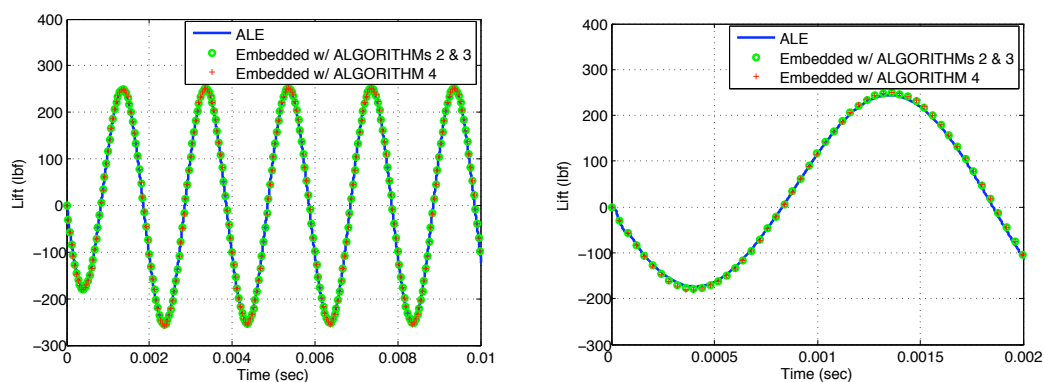 400
300
200
100
0
−100
−200
−300
Lift (lbf)
0
0.002
0.004
0.006
0.008
0.01
Time (sec)
ALE
Embedded w/ ALGORITHMs 2 & 3
Embedded w/ ALGORITHM 4
400
300
200
100
0
−100
−200
−300
Lift (lbf)
0
0.0005
0.001
0.0015
0.002
Time (sec)
ALE
Embedded w/ ALGORITHMs 2 & 3
Embedded w/ ALGORITHM 4